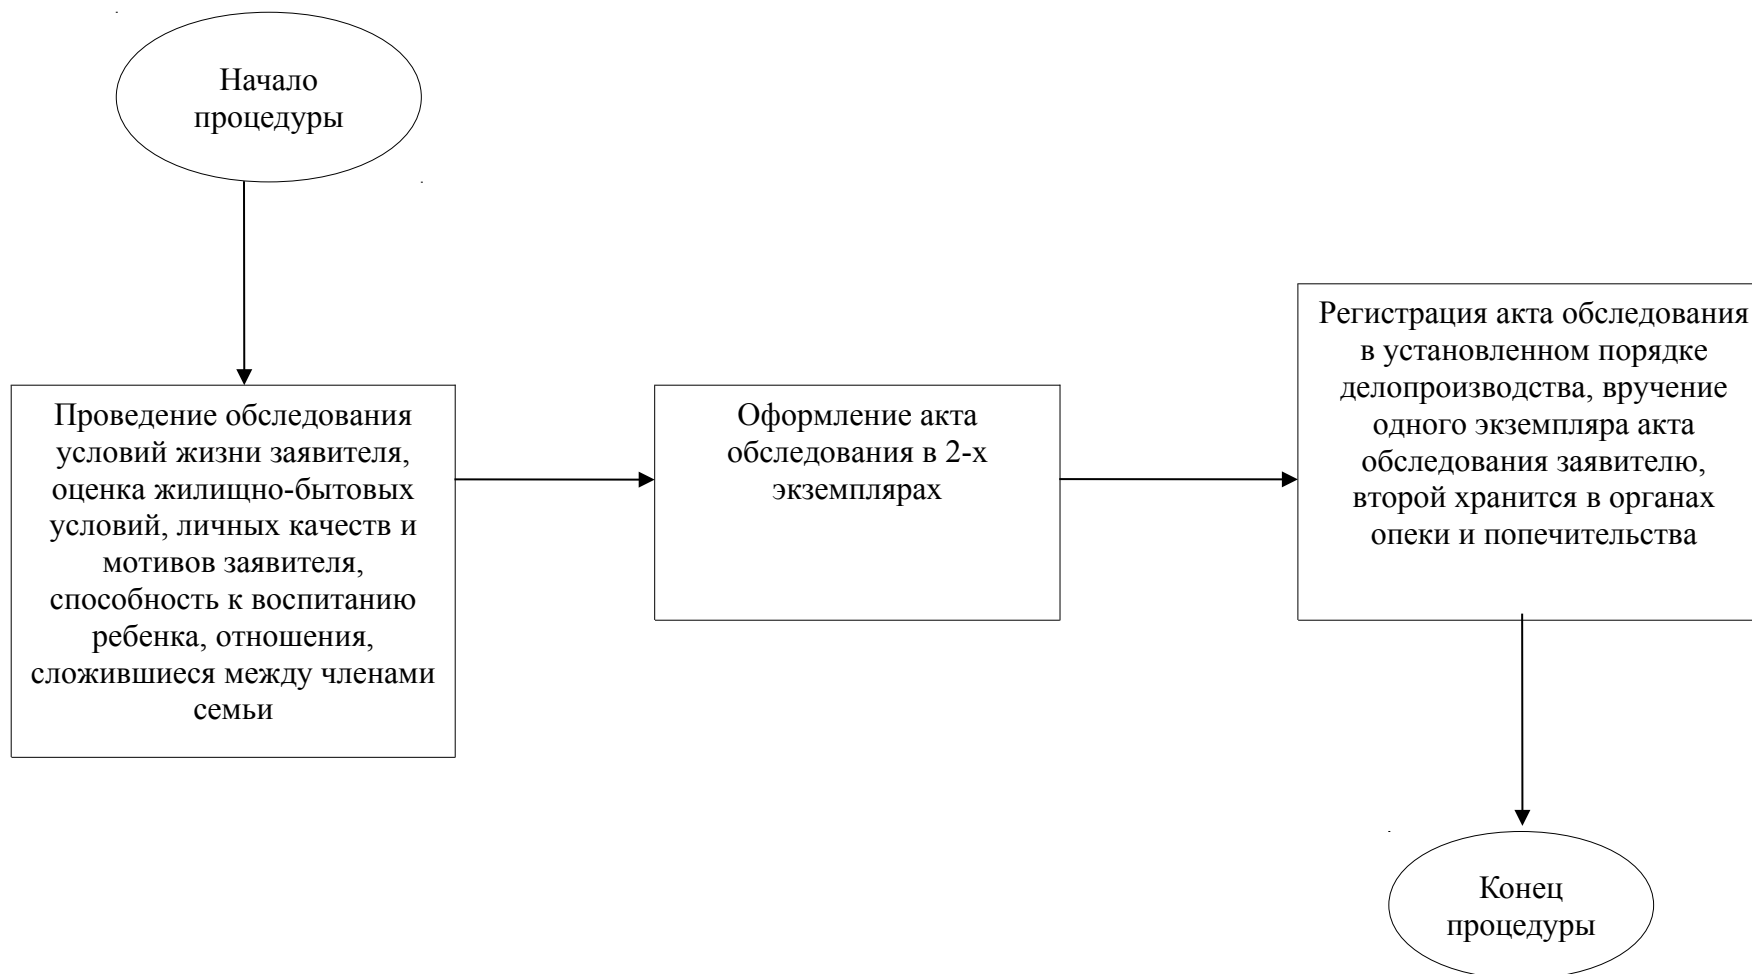 Начало
процедуры
Проведение обследования
условий жизни заявителя,
оценка жилищно-бытовых
условий, личных качеств и
мотивов заявителя,
способность к воспитанию
ребенка, отношения,
сложившиеся между членами
семьи
Оформление акта
обследования в 2-х
экземплярах
Регистрация акта обследования
в установленном порядке
делопроизводства, вручение
одного экземпляра акта
обследования заявителю,
второй хранится в органах
опеки и попечительства
Конец
процедуры